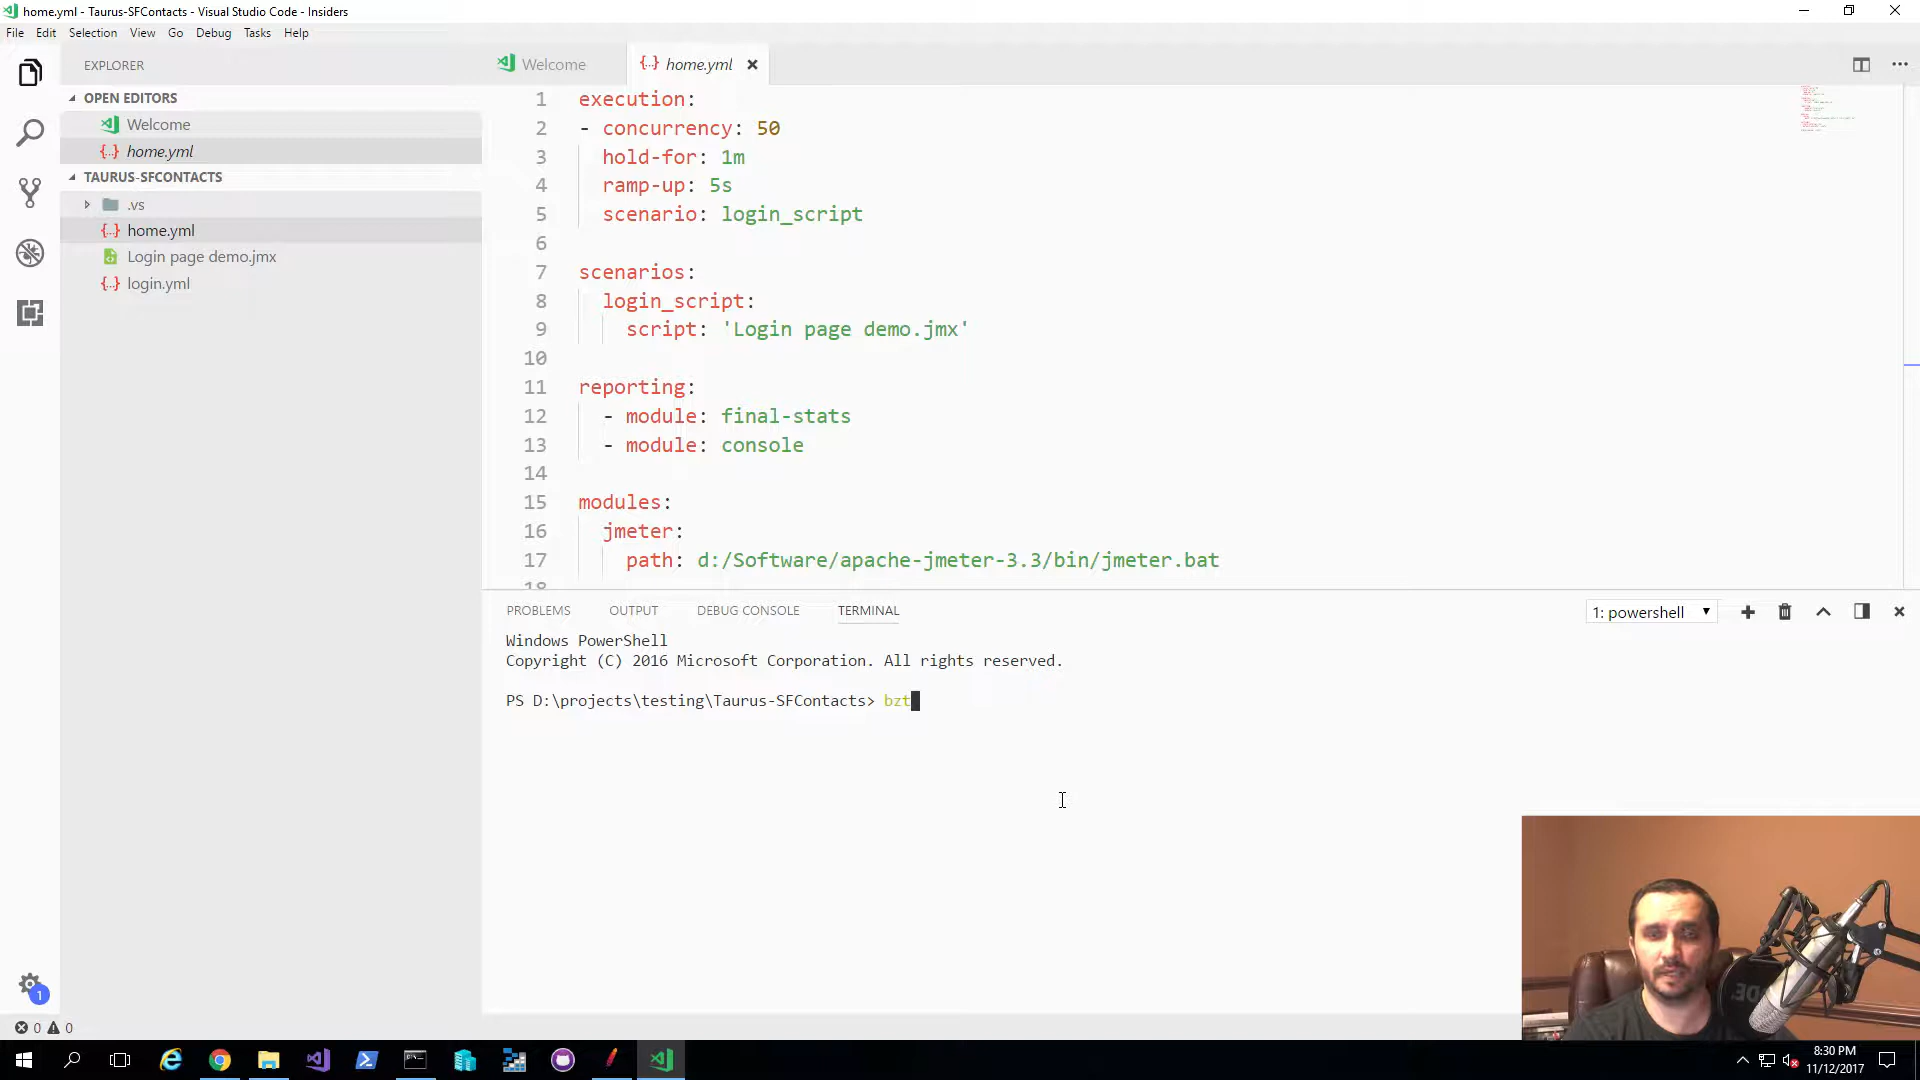 home.yml - Taurus-SFContacts - Visual Studio Code - Insiders
File Edit Selection View Go Debug Tasks Help
EXPLORER
OPEN EDITORS
Welcome
home.yml
TAURUS-SFCONTACTS
.vs
home.yml
Login page demo.jmx
login.yml
1
0 0
Welcome home.yml
1 execution:
2 - concurrency: 50
3 hold-for: 1m
4 ramp-up: 5s
5 scenario: login_script
6
7 scenarios:
8 login_script:
9 script: 'Login page demo.jmx'
10
11 reporting:
12 - module: final-stats
13 - module: console
14
15 modules:
16 jmeter:
17 path: d:/Software/apache-jmeter-3.3/bin/jmeter.bat
18
PROBLEMS OUTPUT DEBUG CONSOLE TERMINAL 1: powershell
Windows PowerShell
Copyright (C) 2016 Microsoft Corporation. All rights reserved.
PS D:\projects\testing\Taurus-SFContacts> bzt
8:30 PM
11/12/2017